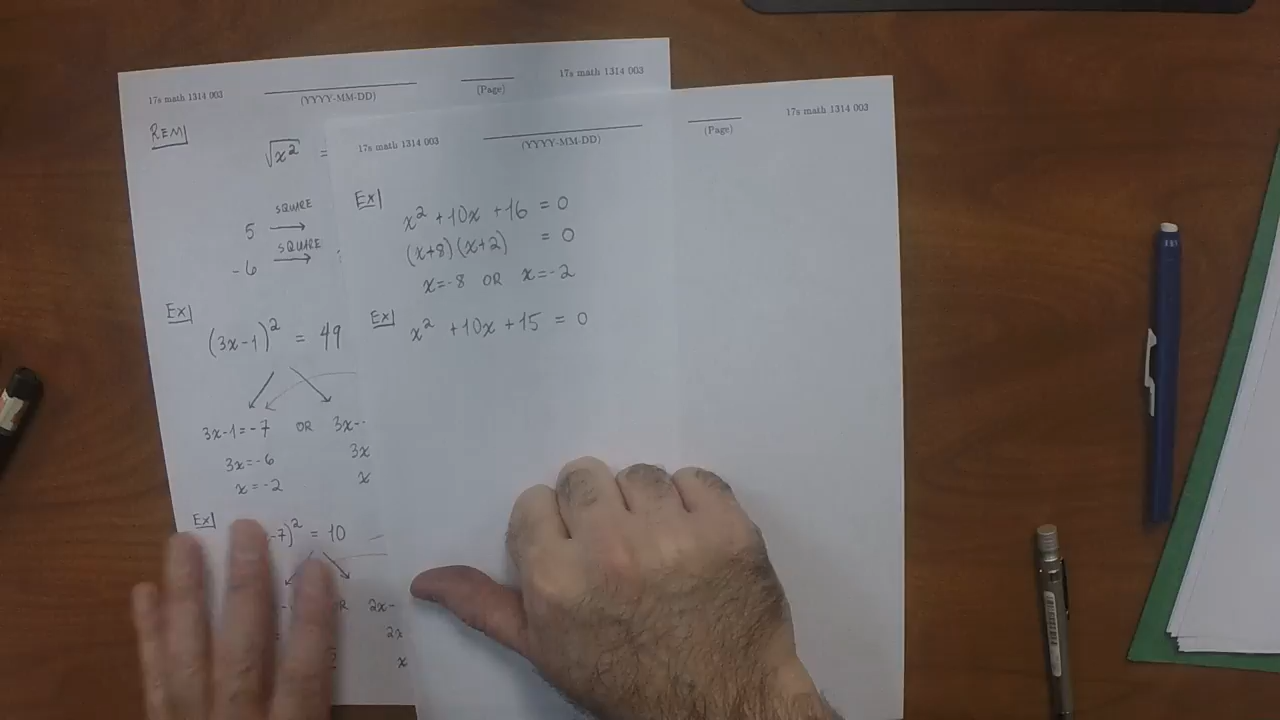 17s math 1314 003
(YYYY-MM-DD)
(Page)
17s math 1314 003
REM
√x² =
5 SQUARE →
-6 SQUARE →
Ex
(3x-1)² = 49
3x-1=-7 OR 3x-
3x=-6 3x
x=-2 x
Ex
-7)² = 10
OR 2x-
2x
x
17s math 1314 003
(YYYY-MM-DD)
(Page)
17s math 1314 003
Ex
x² +10x +16 = 0
(x+8)(x+2) = 0
x=-8 OR x=-2
Ex
x² +10x +15 = 0